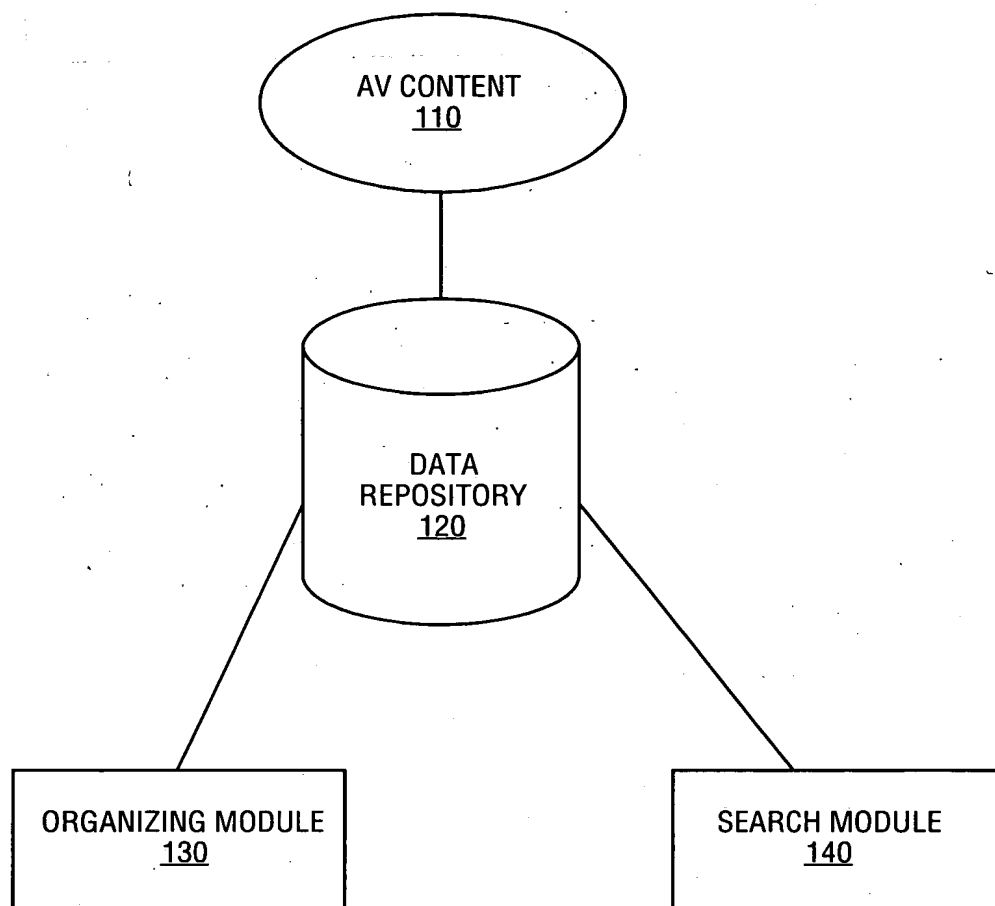 AV CONTENT
110
DATA
REPOSITORY
120
ORGANIZING MODULE
130
SEARCH MODULE
140